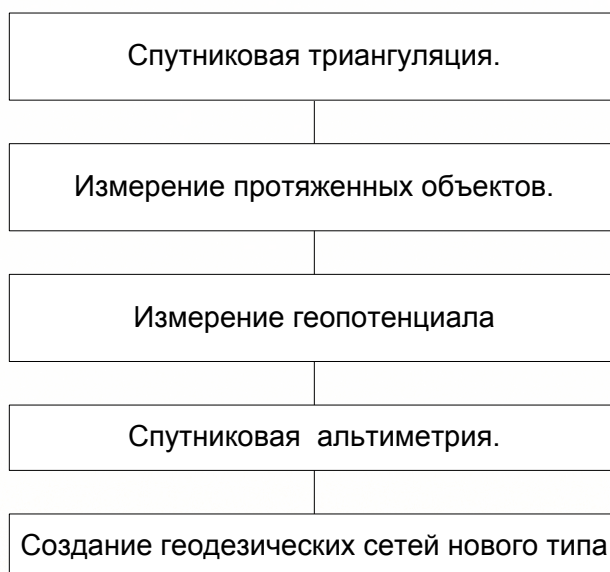 Спутниковая триангуляция.
Измерение протяженных объектов.
Измерение геопотенциала
Спутниковая альтиметрия.
Создание геодезических сетей нового типа